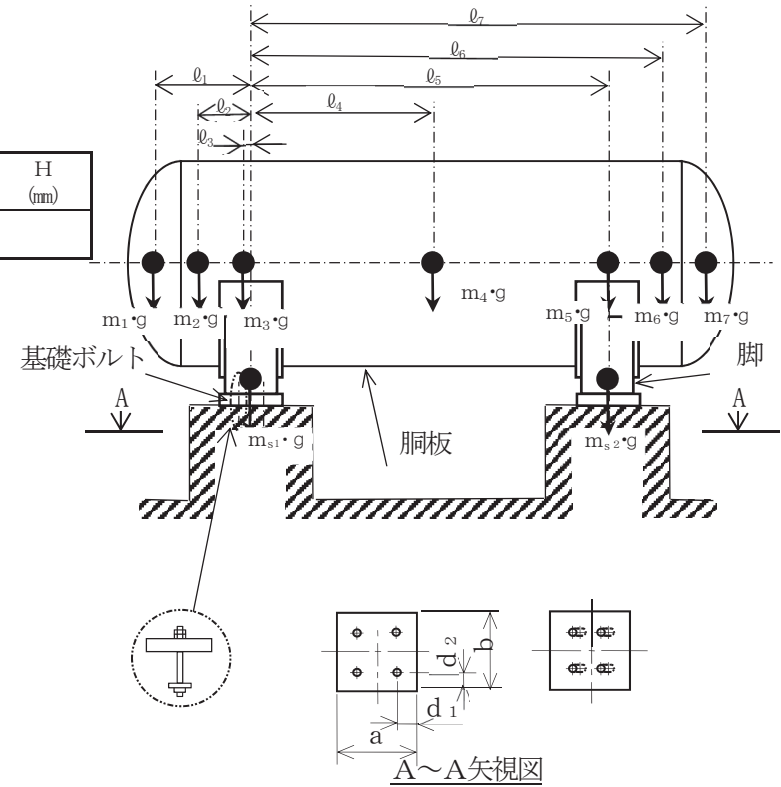 ℓ₇
ℓ₆
ℓ₁
ℓ₅
ℓ₂
ℓ₄
ℓ₃
H
(mm)
m₁・g
m₂・g
m₃・g
m₄・g
m₅・g
m₆・g
m₇・g
基礎ボルト
脚
A
A
mₛ₁・g
胴板
mₛ₂・g
d₂
b
d₁
a
A～A矢視図